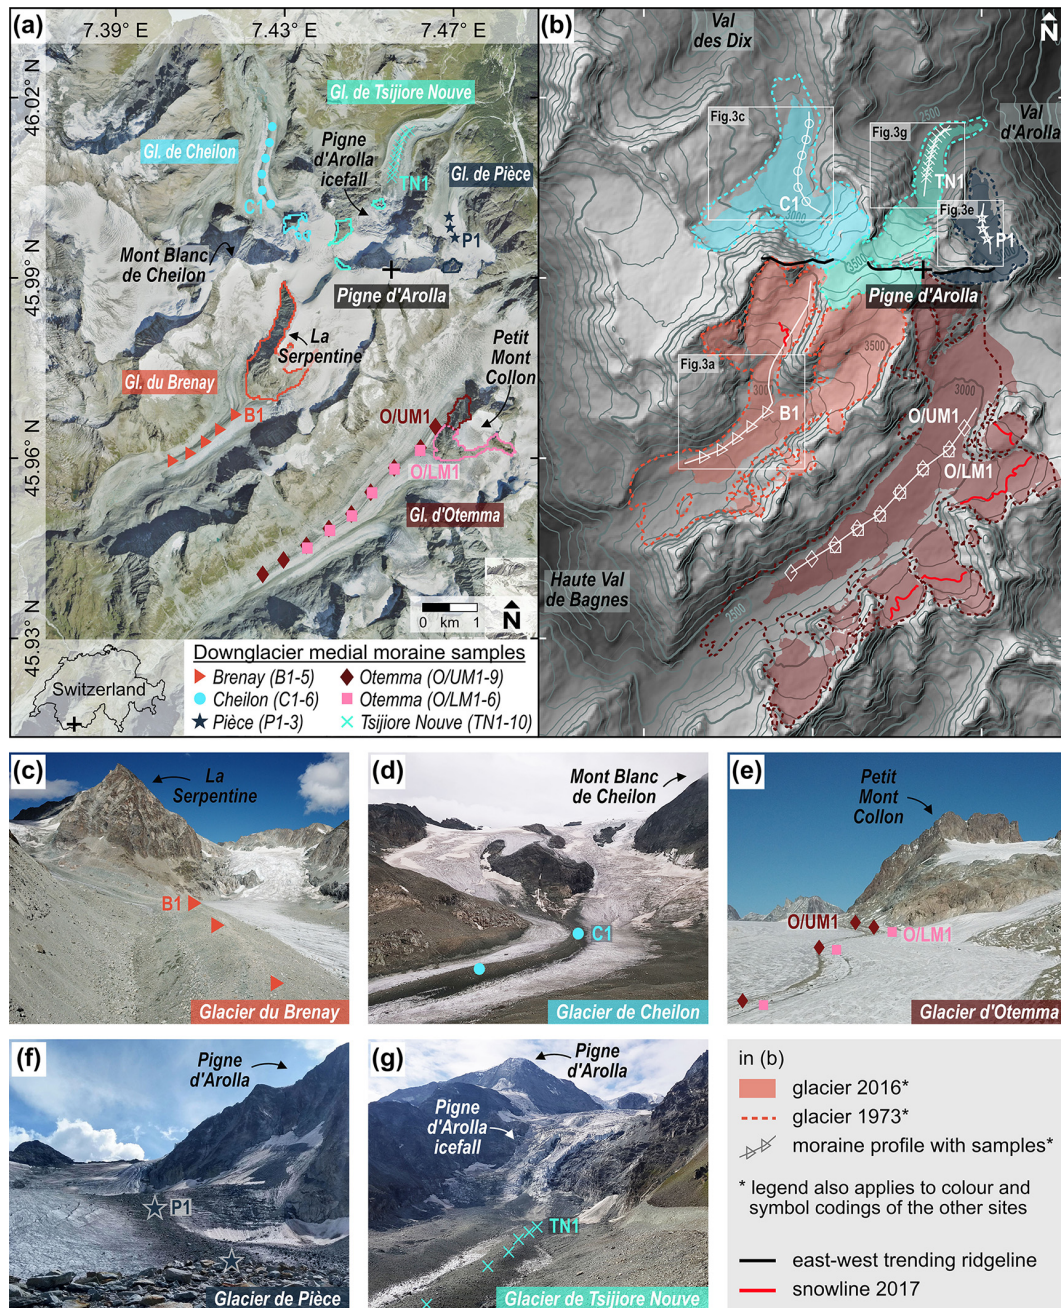 (a)
7.39° E
7.43° E
7.47° E
46.02° N
45.99° N
45.96° N
45.93° N
Gl. de Tsijiore Nouve
Gl. de Cheilon
Pigne
d'Arolla
icefall
TN1
Gl. de Pièce
C1
P1
Mont Blanc
de Cheilon
Pigne d'Arolla
La
Serpentine
Petit
Mont
Collon
Gl. du Brenay
B1
O/UM1
O/LM1
Gl. d'Otemma
0 km 1
N
Switzerland
Downglacier medial moraine samples
Brenay (B1-5)
Cheilon (C1-6)
Pièce (P1-3)
Otemma (O/UM1-9)
Otemma (O/LM1-6)
Tsijiore Nouve (TN1-10)
(b)
Val
des Dix
N
2500
Val
d'Arolla
Fig.3c
Fig.3g
TN1
Fig.3e
C1
3000
P1
3500
Pigne d'Arolla
3500
Fig.3a
3000
B1
3000
O/UM1
O/LM1
Haute Val
de Bagnes
2500
(c)
La
Serpentine
B1
Glacier du Brenay
(d)
Mont Blanc
de Cheilon
C1
Glacier de Cheilon
(e)
Petit
Mont
Collon
O/UM1
O/LM1
Glacier d'Otemma
(f)
Pigne
d'Arolla
P1
Glacier de Pièce
(g)
Pigne
d'Arolla
Pigne
d'Arolla
icefall
TN1
Glacier de Tsijiore Nouve
in (b)
glacier 2016*
glacier 1973*
moraine profile with samples*
* legend also applies to colour and
symbol codings of the other sites
east-west trending ridgeline
snowline 2017